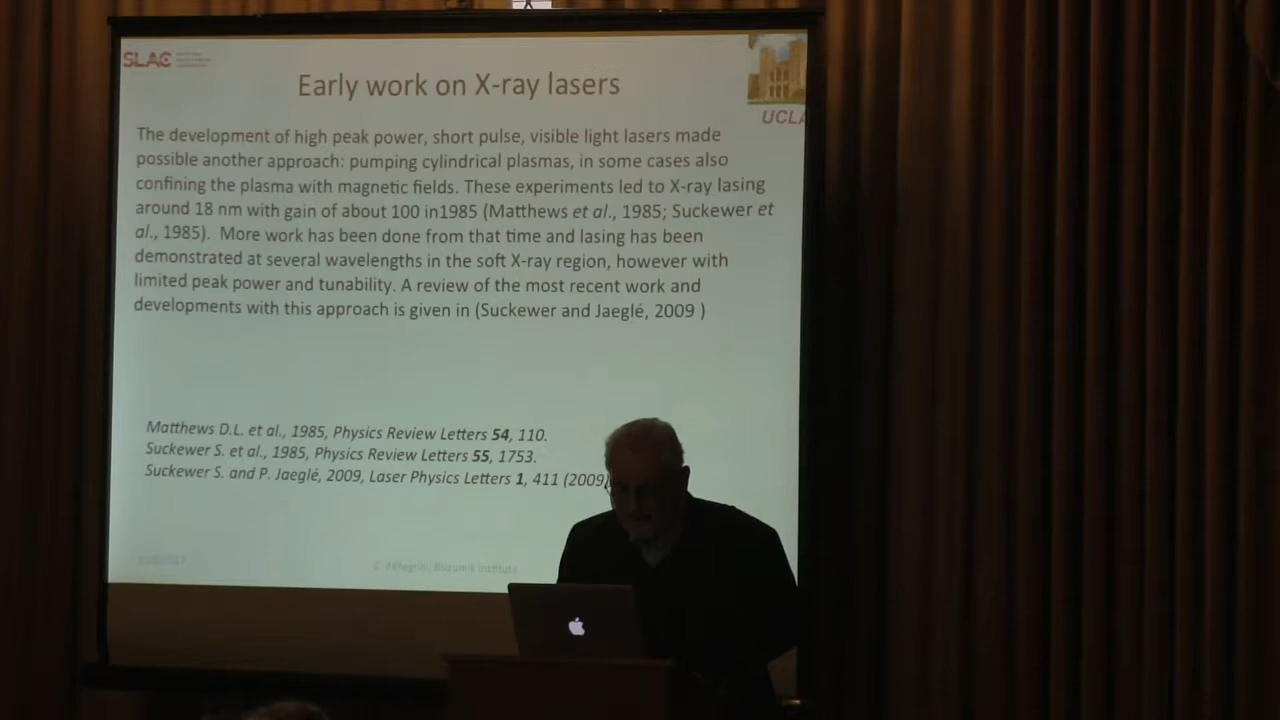 SLAC
Early work on X-ray lasers
UCLA
The development of high peak power, short pulse, visible light lasers made
possible another approach: pumping cylindrical plasmas, in some cases also
confining the plasma with magnetic fields. These experiments led to X-ray lasing
around 18 nm with gain of about 100 in1985 (Matthews et al., 1985; Suckewer et
al., 1985). More work has been done from that time and lasing has been
demonstrated at several wavelengths in the soft X-ray region, however with
limited peak power and tunability. A review of the most recent work and
developments with this approach is given in (Suckewer and Jaeglé, 2009 )
Matthews D.L. et al., 1985, Physics Review Letters 54, 110.
Suckewer S. et al., 1985, Physics Review Letters 55, 1753.
Suckewer S. and P. Jaeglé, 2009, Laser Physics Letters 1, 411 (2009)
C. Pellegrini, Institute